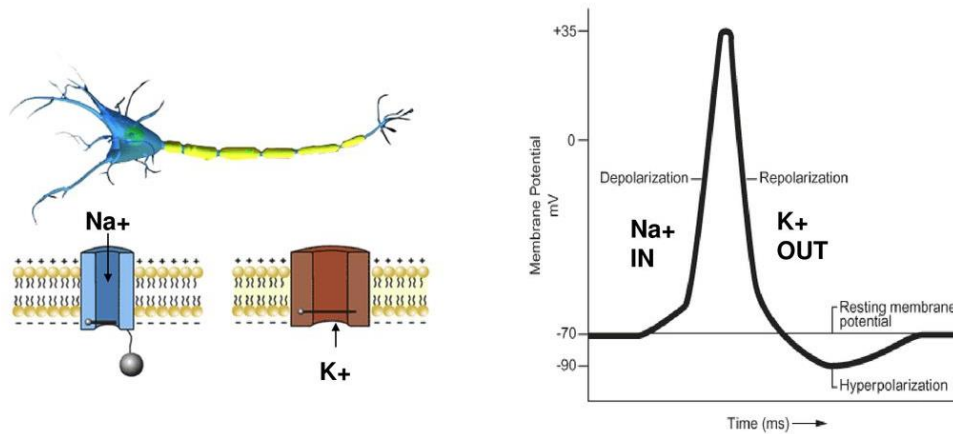 Na+
+ + + + + + + +
- - - - - - - -
K+
+35
0
-70
-90
Membrane Potential
mV
Depolarization
Repolarization
Na+
IN
K+
OUT
Resting membrane
potential
Hyperpolarization
Time (ms)